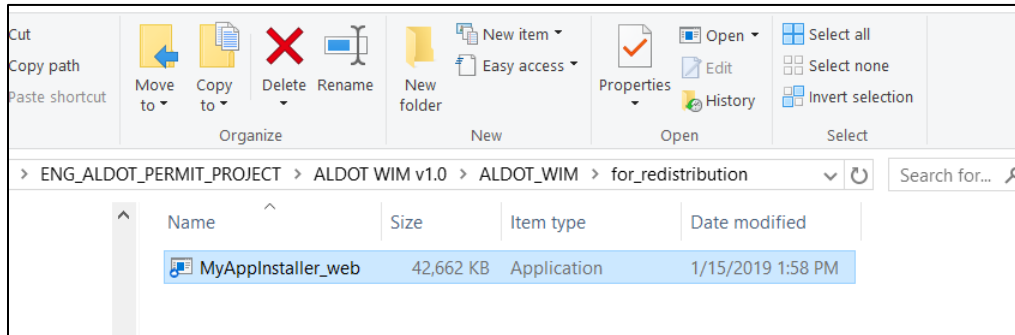 Cut
Copy path
Paste shortcut
Move to
Copy to
Delete
Rename
Organize
New folder
New item
Easy access
New
Properties
Open
Edit
History
Open
Select all
Select none
Invert selection
Select
> ENG_ALDOT_PERMIT_PROJECT > ALDOT WIM v1.0 > ALDOT_WIM > for_redistribution
Search for...
Name Size Item type Date modified
MyAppInstaller_web 42,662 KB Application 1/15/2019 1:58 PM